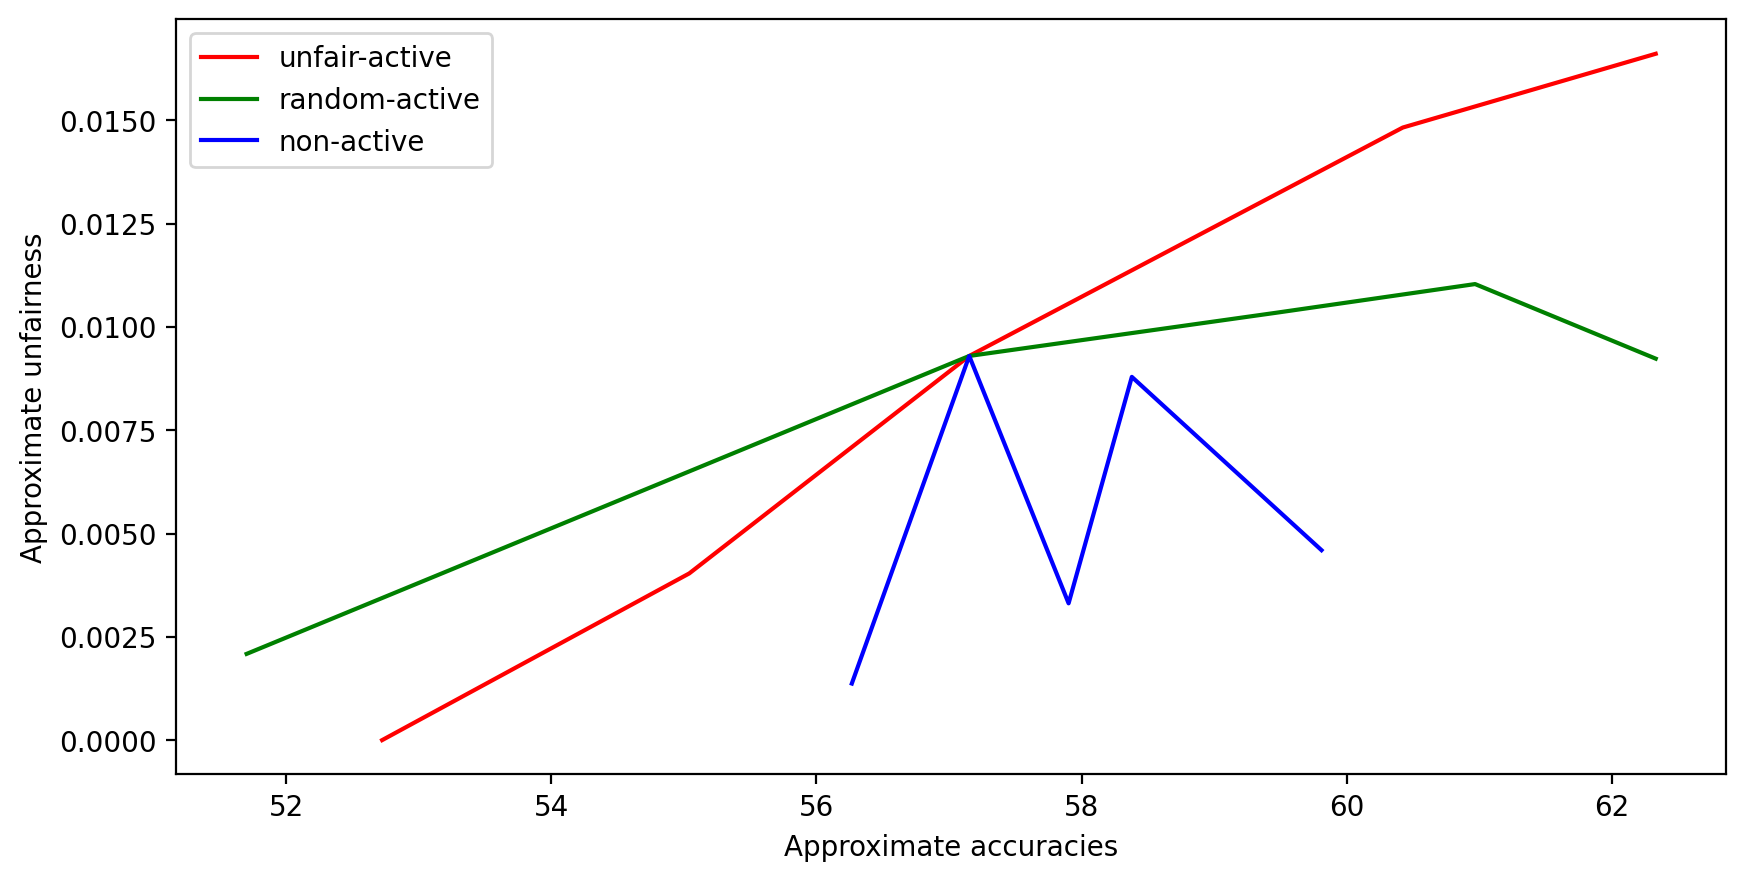 unfair-active
random-active
non-active
Approximate unfairness
0.0150
0.0125
0.0100
0.0075
0.0050
0.0025
0.0000
52 54 56 58 60 62
Approximate accuracies